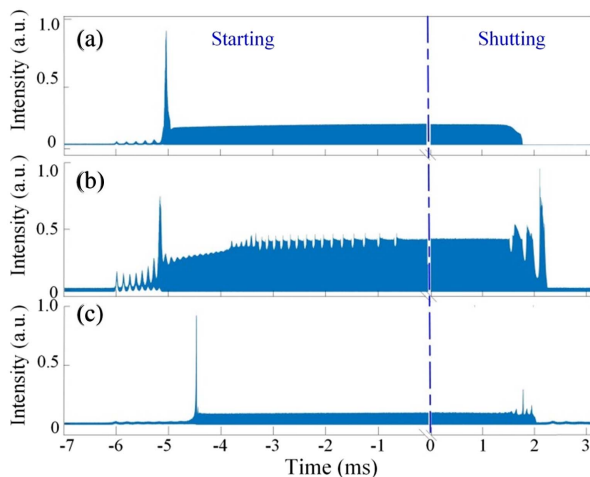 (a) Starting Shutting
Intensity (a.u.)
1.0
0.5
0
(b)
Intensity (a.u.)
1.0
0.5
0
(c)
Intensity (a.u.)
1.0
0.5
0
-7 -6 -5 -4 -3 -2 -1 0 1 2 3
Time (ms)